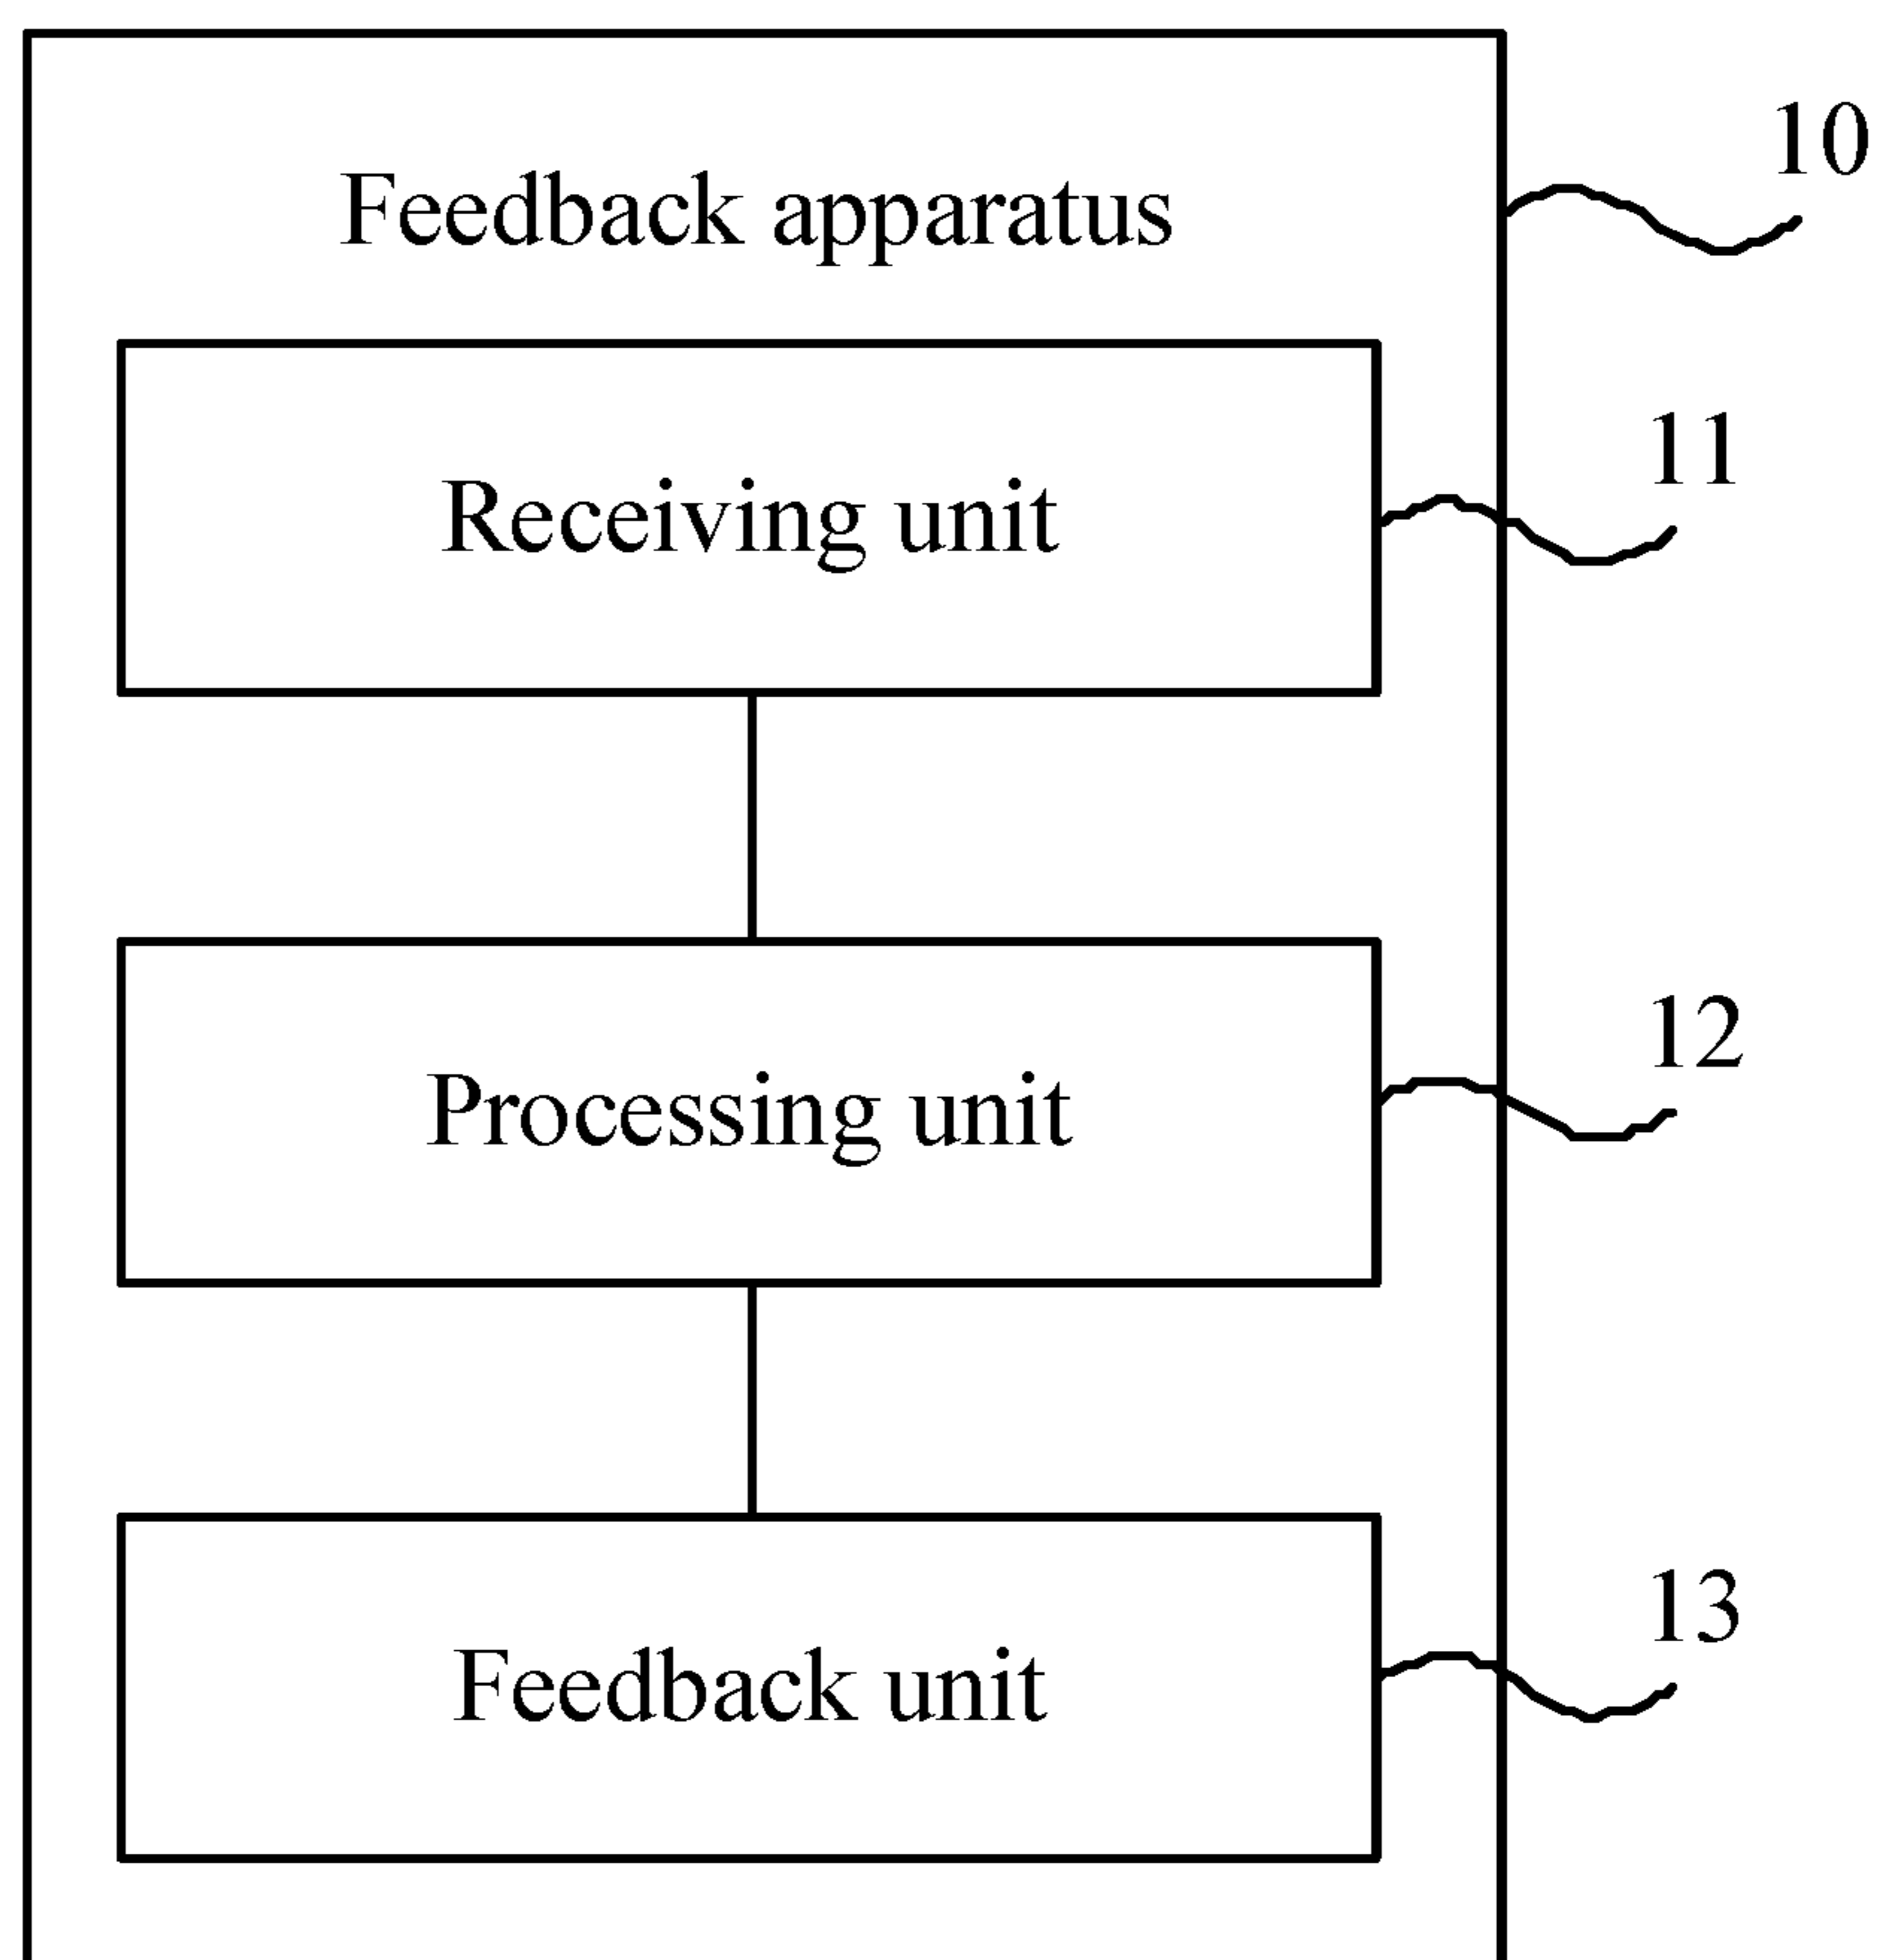 10
Feedback apparatus
11
Receiving unit
12
Processing unit
13
Feedback unit